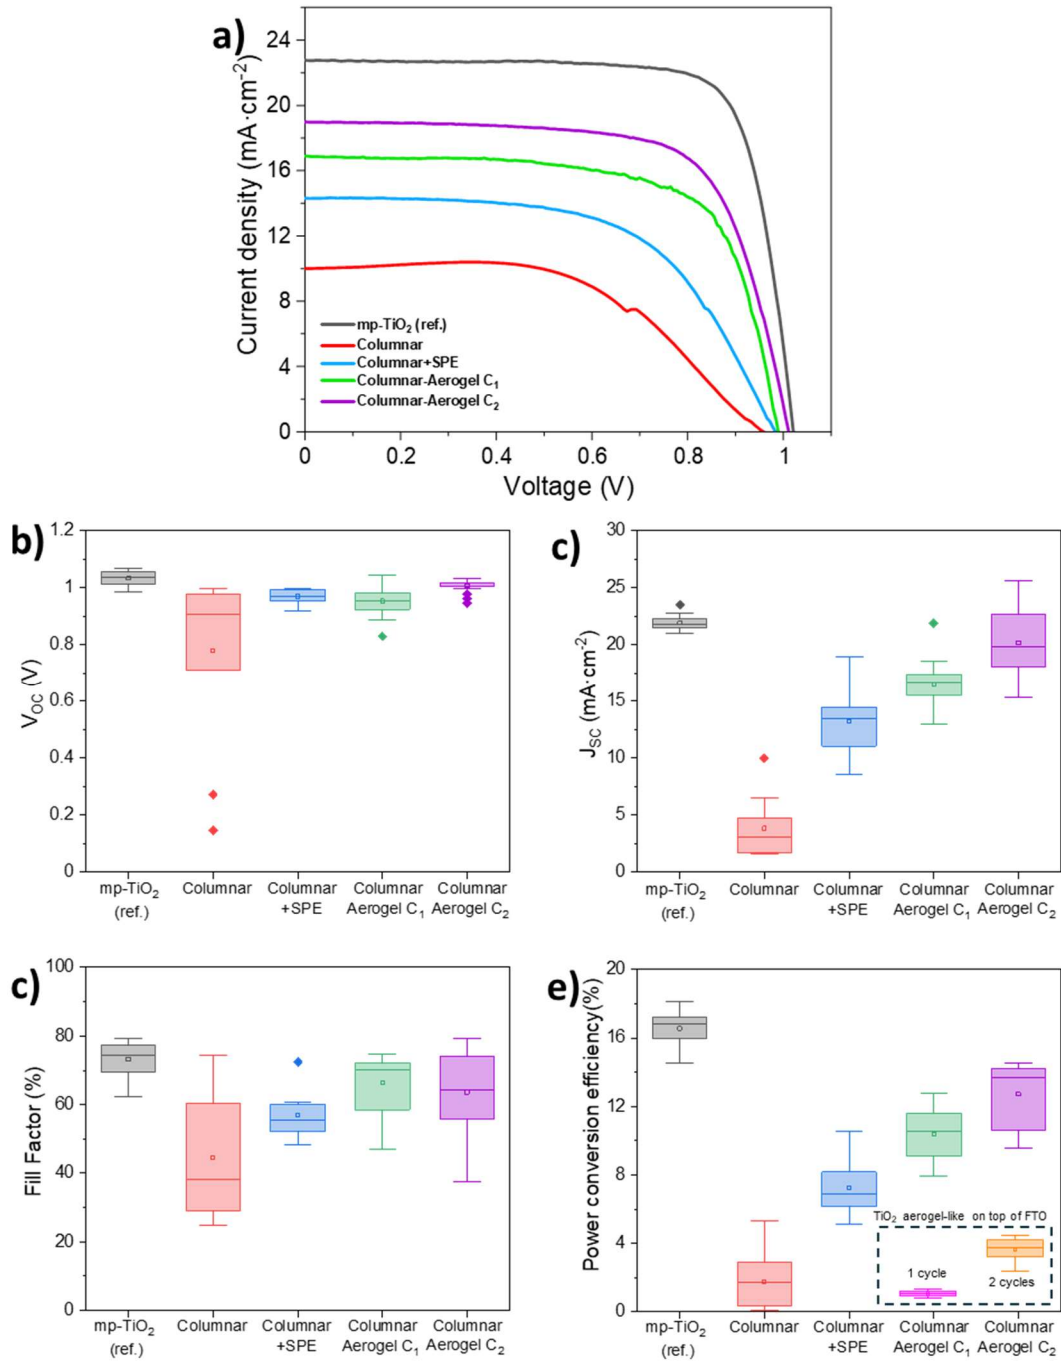 a)
Current density (mA·cm⁻²)
24
20
16
12
8
4
0
mp-TiO₂ (ref.)
Columnar
Columnar+SPE
Columnar-Aerogel C₁
Columnar-Aerogel C₂
0 0.2 0.4 0.6 0.8 1
Voltage (V)
b)
V_OC (V)
1.2
1
0.8
0.6
0.4
0.2
0
mp-TiO₂ Columnar Columnar Columnar Columnar
(ref.) +SPE Aerogel C₁ Aerogel C₂
c)
J_SC (mA·cm⁻²)
30
25
20
15
10
5
0
mp-TiO₂ Columnar Columnar Columnar Columnar
(ref.) +SPE Aerogel C₁ Aerogel C₂
c)
Fill Factor (%)
100
80
60
40
20
0
mp-TiO₂ Columnar Columnar Columnar Columnar
(ref.) +SPE Aerogel C₁ Aerogel C₂
e)
Power conversion efficiency(%)
20
16
12
8
4
0
TiO₂ aerogel-like on top of FTO
1 cycle
2 cycles
mp-TiO₂ Columnar Columnar Columnar Columnar
(ref.) +SPE Aerogel C₁ Aerogel C₂